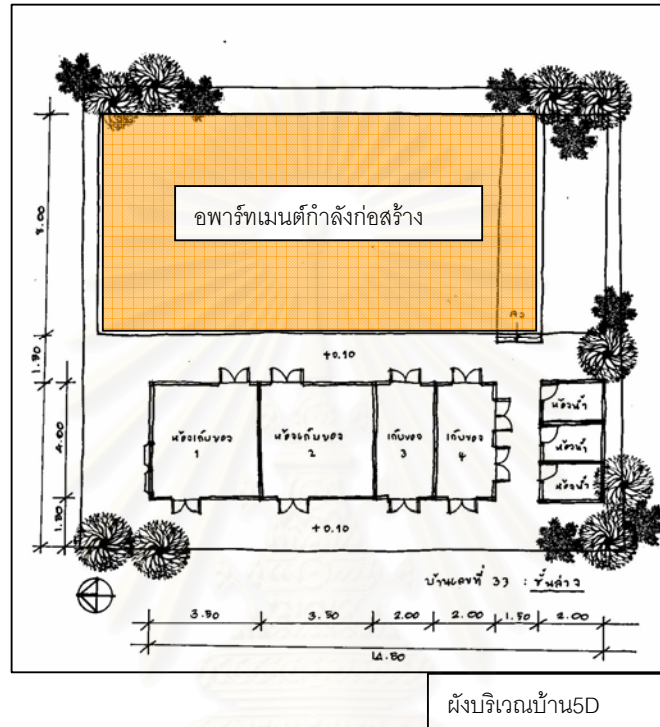 อพาร์ทเมนต์กำลังก่อสร้าง
8.00
1.50
4.00
1.50
+0.10
ห้องเก็บของ
1
ห้องเก็บของ
2
เก็บของ
3
เก็บของ
4
ห้องน้ำ
ห้องน้ำ
ห้องน้ำ
+0.10
บ้านเลขที่ 33 : ชั้นล่าง
3.50
3.50
2.00
2.00
1.50
2.00
14.50
ผังบริเวณบ้าน5D